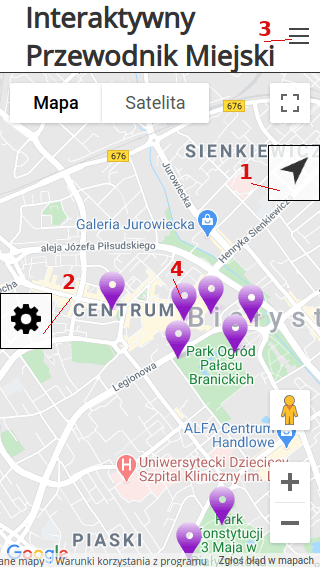 Interaktywny
Przewodnik Miejski
3
Mapa
Satelita
676
676
SIENKIEWICZ
1
Jurowiecka
Galeria Jurowiecka
Henryka Sienkiewicza
aleja Józefa Piłsudskiego
2
4
CENTRUM
Białyst
Park Ogród
Pałacu
Branickich
Legionowa
ALFA Centrum
Handlowe
Uniwersytecki Dziecięcy
Szpital Kliniczny im. L
Park
Konstytucji
3 Maja w
PIASKI
Google
ane mapy
Warunki korzystania z programu
Zgłoś błąd w mapach